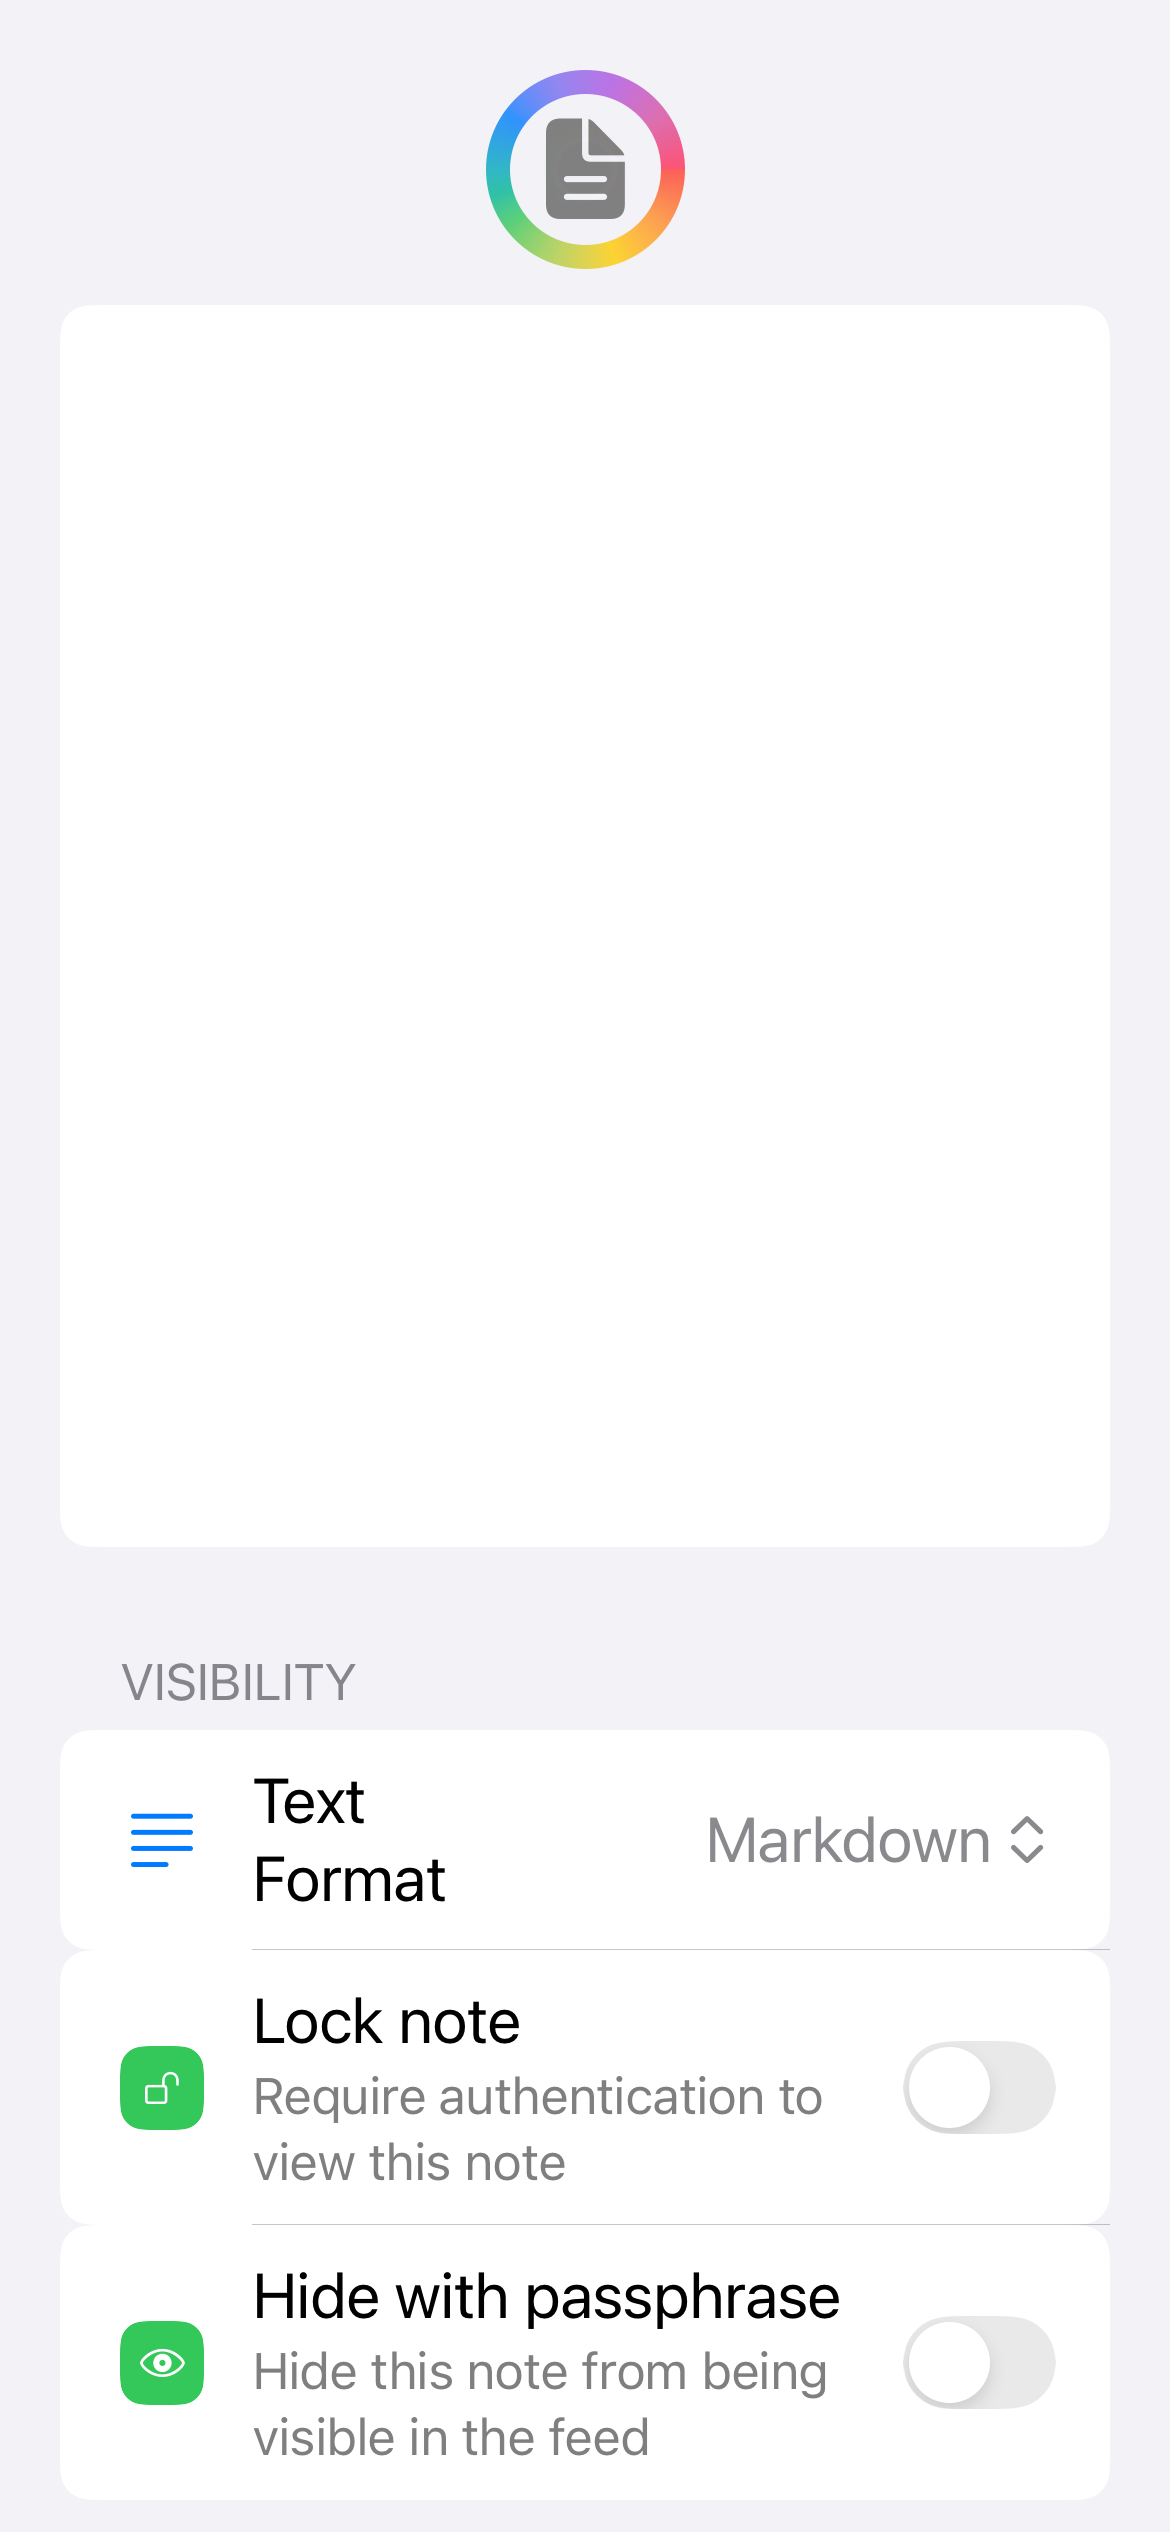 VISIBILITY
Text
Format
Markdown
Lock note
Require authentication to
view this note
Hide with passphrase
Hide this note from being
visible in the feed